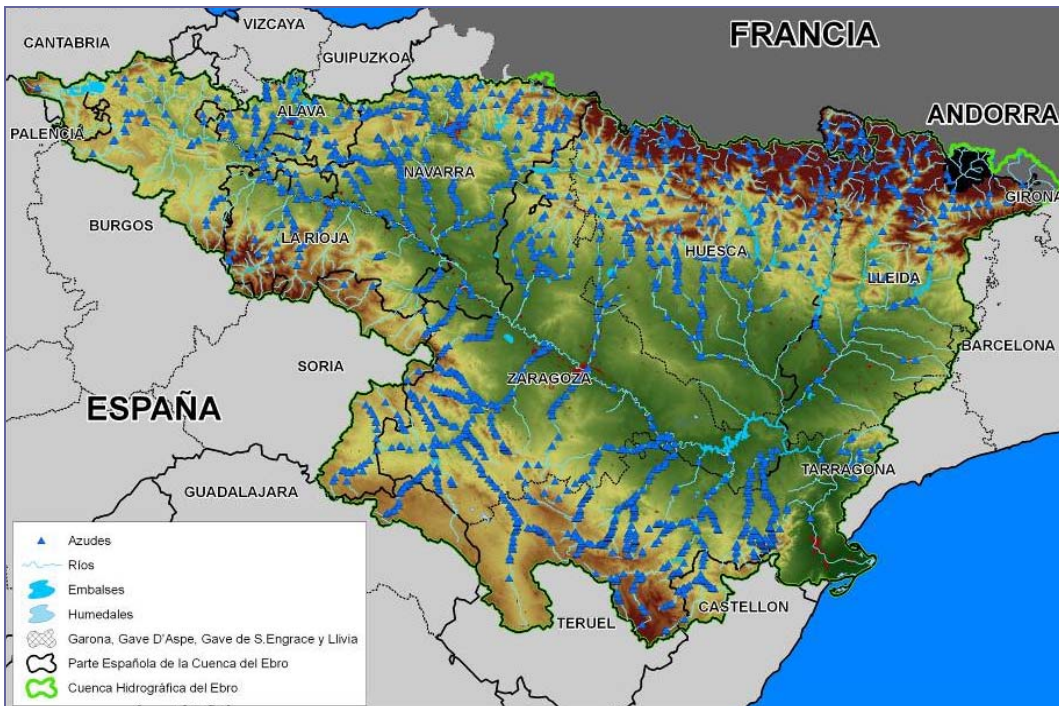 CANTABRIA
VIZCAYA
GUIPUZKOA
FRANCIA
ANDORRA
PALENCIA
ALAVA
NAVARRA
GIRONA
BURGOS
LA RIOJA
HUESCA
LLEIDA
BARCELONA
SORIA
ZARAGOZA
ESPAÑA
TARRAGONA
GUADALAJARA
CASTELLON
TERUEL
Azudes
Ríos
Embalses
Humedales
Garona, Gave D'Aspe, Gave de S.Engrace y Llivia
Parte Española de la Cuenca del Ebro
Cuenca Hidrográfica del Ebro